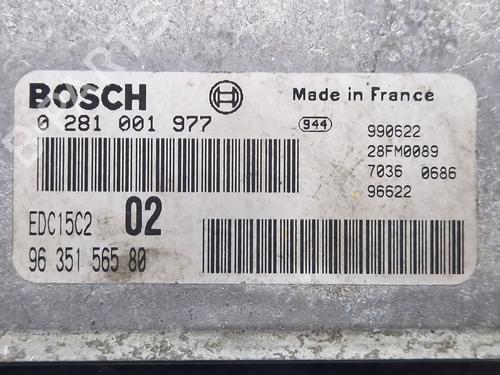 BOSCH
Made in France
0 281 001 977
944
990622
28FM0089
7036 0686
96622
EDC15C2 02
96 351 565 80